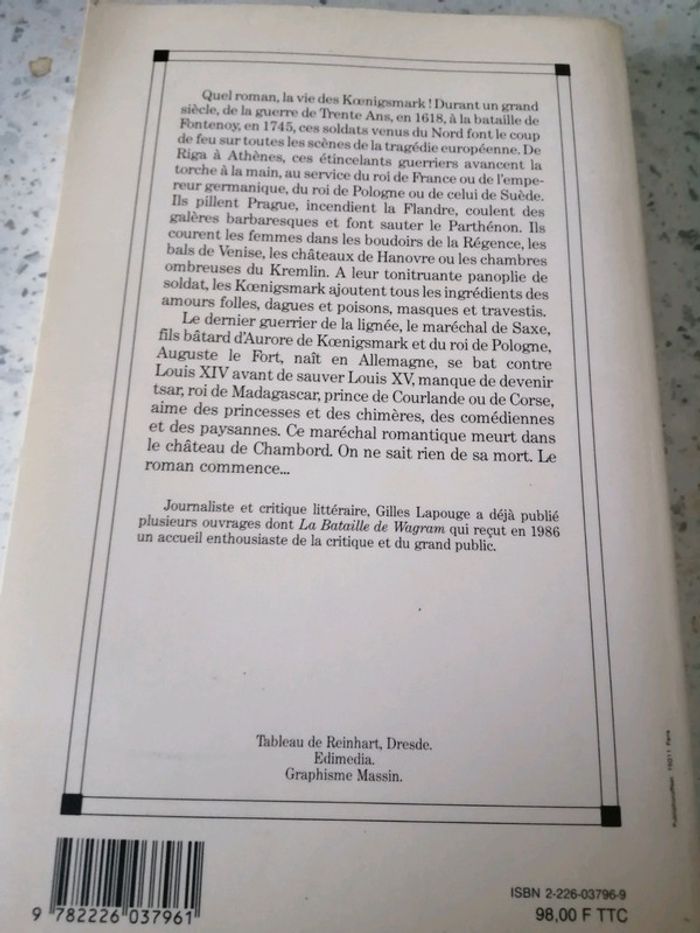 Quel roman, la vie des Kœnigsmark ! Durant un grand
siècle, de la guerre de Trente Ans, en 1618, à la bataille de
Fontenoy, en 1745, ces soldats venus du Nord font le coup
de feu sur toutes les scènes de la tragédie européenne. De
Riga à Athènes, ces étincelants guerriers avancent la
torche à la main, au service du roi de France ou de l'empe-
reur germanique, du roi de Pologne ou de celui de Suède.
Ils pillent Prague, incendient la Flandre, coulent des
galères barbaresques et font sauter le Parthénon. Ils
courent les femmes dans les boudoirs de la Régence, les
bals de Venise, les châteaux de Hanovre ou les chambres
ombreuses du Kremlin. A leur tonitruante panoplie de
soldat, les Kœnigsmark ajoutent tous les ingrédients des
amours folles, dagues et poisons, masques et travestis.
Le dernier guerrier de la lignée, le maréchal de Saxe,
fils bâtard d'Aurore de Kœnigsmark et du roi de Pologne,
Auguste le Fort, naît en Allemagne, se bat contre
Louis XIV avant de sauver Louis XV, manque de devenir
tsar, roi de Madagascar, prince de Courlande ou de Corse,
aime des princesses et des chimères, des comédiennes
et des paysannes. Ce maréchal romantique meurt dans
le château de Chambord. On ne sait rien de sa mort. Le
roman commence...
Journaliste et critique littéraire, Gilles Lapouge a déjà publié
plusieurs ouvrages dont La Bataille de Wagram qui reçut en 1986
un accueil enthousiaste de la critique et du grand public.
Tableau de Reinhart, Dresde.
Edimedia.
Graphisme Massin.
75011 Paris
ISBN 2-226-03796-9
98,00 F TTC
9 782226 037961